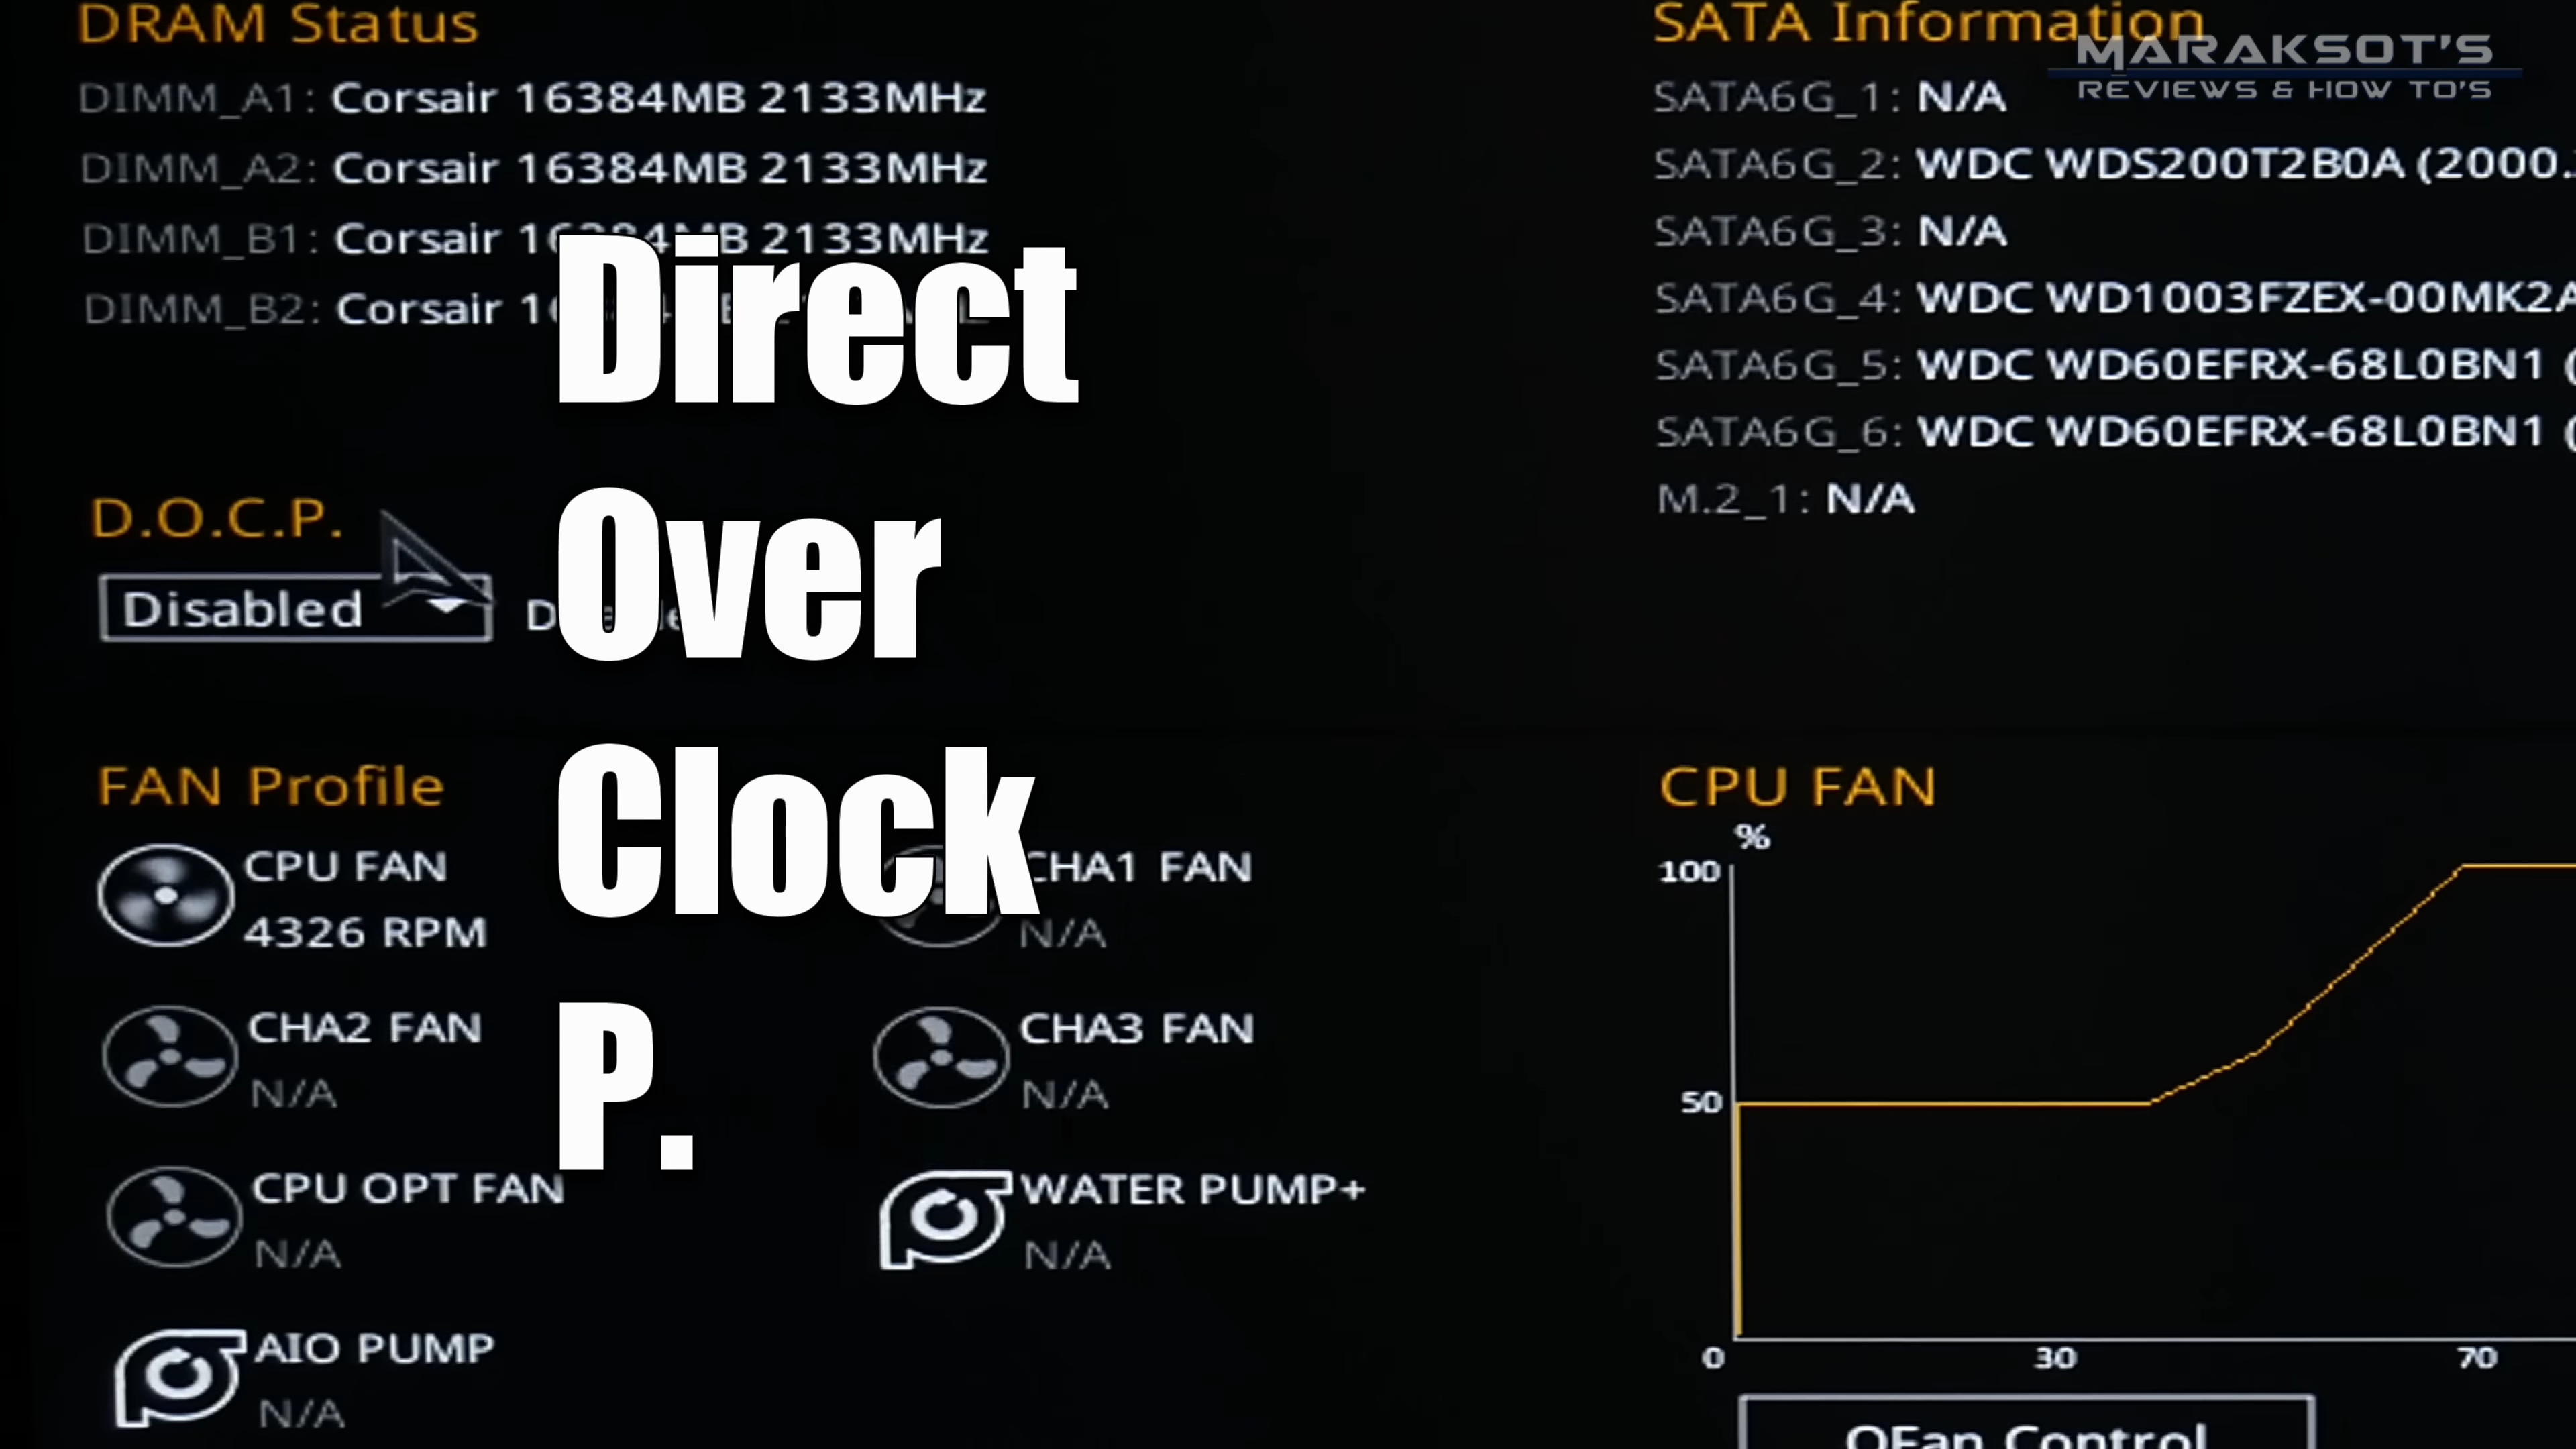 DRAM Status
DIMM_A1: Corsair 16384MB 2133MHz
DIMM_A2: Corsair 16384MB 2133MHz
DIMM_B1: Corsair 2133MHz
DIMM_B2: Corsair
D.O.C.P.
Disabled
Direct
Over
Clock
P.
FAN Profile
CPU FAN
4326 RPM
CHA1 FAN
N/A
CHA2 FAN
N/A
CHA3 FAN
N/A
CPU OPT FAN
N/A
WATER PUMP+
N/A
AIO PUMP
N/A
SATA Information
MARAKSOT'S
REVIEWS & HOW TO'S
SATA6G_1: N/A
SATA6G_2: WDC WDS200T2B0A (2000.
SATA6G_3: N/A
SATA6G_4: WDC WD1003FZEX-00MK2A
SATA6G_5: WDC WD60EFRX-68L0BN1 (
SATA6G_6: WDC WD60EFRX-68L0BN1 (
M.2_1: N/A
CPU FAN
%
100
50
0 30 70
QFan Control